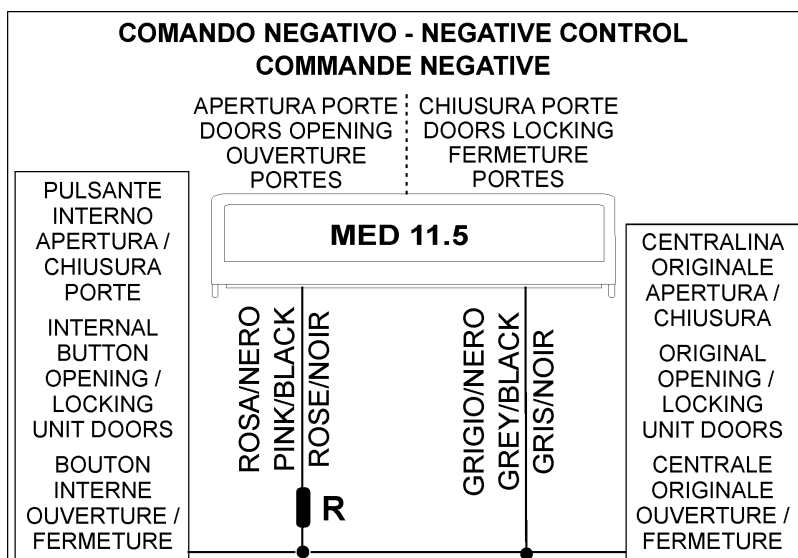 COMANDO NEGATIVO - NEGATIVE CONTROL
COMMANDE NEGATIVE
APERTURA PORTE
DOORS OPENING
OUVERTURE
PORTES
CHIUSURA PORTE
DOORS LOCKING
FERMETURE
PORTES
PULSANTE
INTERNO
APERTURA /
CHIUSURA
PORTE
INTERNAL
BUTTON
OPENING /
LOCKING
UNIT DOORS
BOUTON
INTERNE
OUVERTURE /
FERMETURE
MED 11.5
ROSA/NERO
PINK/BLACK
ROSE/NOIR
R
GRIGIO/NERO
GREY/BLACK
GRIS/NOIR
CENTRALINA
ORIGINALE
APERTURA /
CHIUSURA
ORIGINAL
OPENING /
LOCKING
UNIT DOORS
CENTRALE
ORIGINALE
OUVERTURE /
FERMETURE